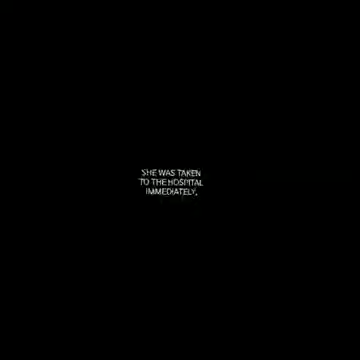 SHE WAS TAKEN
TO THE HOSPITAL
IMMEDIATELY.